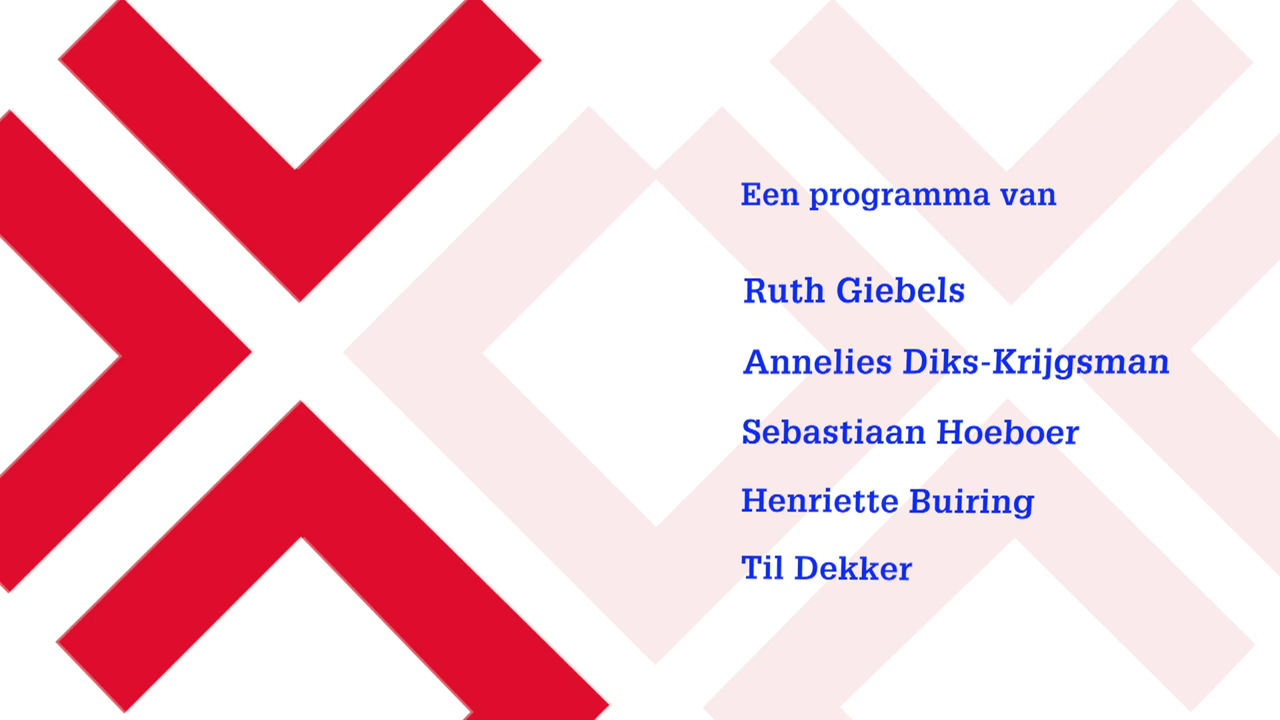 Een programma van
Ruth Giebels
Annelies Diks-Krijgsman
Sebastiaan Hoeboer
Henriette Buiring
Til Dekker